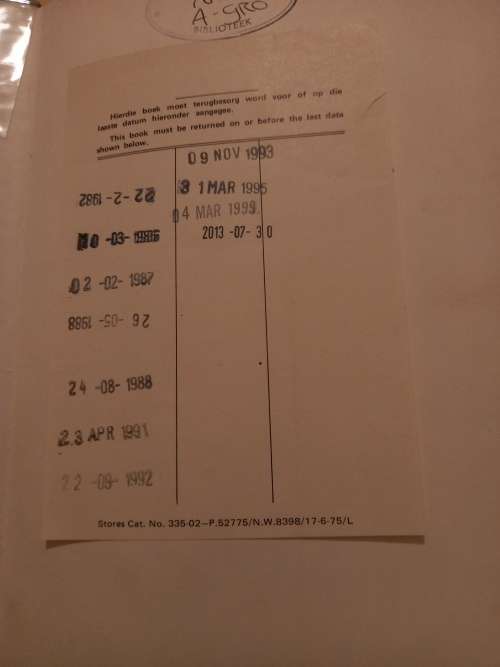 A-GRO
BIBLIOTEEK
Hierdie boek moet terugbesorg word voor of op die
laaste datum hieronder aangegee.
This book must be returned on or before the last date
shown below.
22 -2- 1982
10 -03- 1986
02 -02- 1987
26 -05- 1988
24 -08- 1988
23 APR 1991
22 -09- 1992
09 NOV 1993
31 MAR 1995
04 MAR 1999
2013 -07- 30
Stores Cat. No. 335-02—P.52775/N.W.8398/17-6-75/L